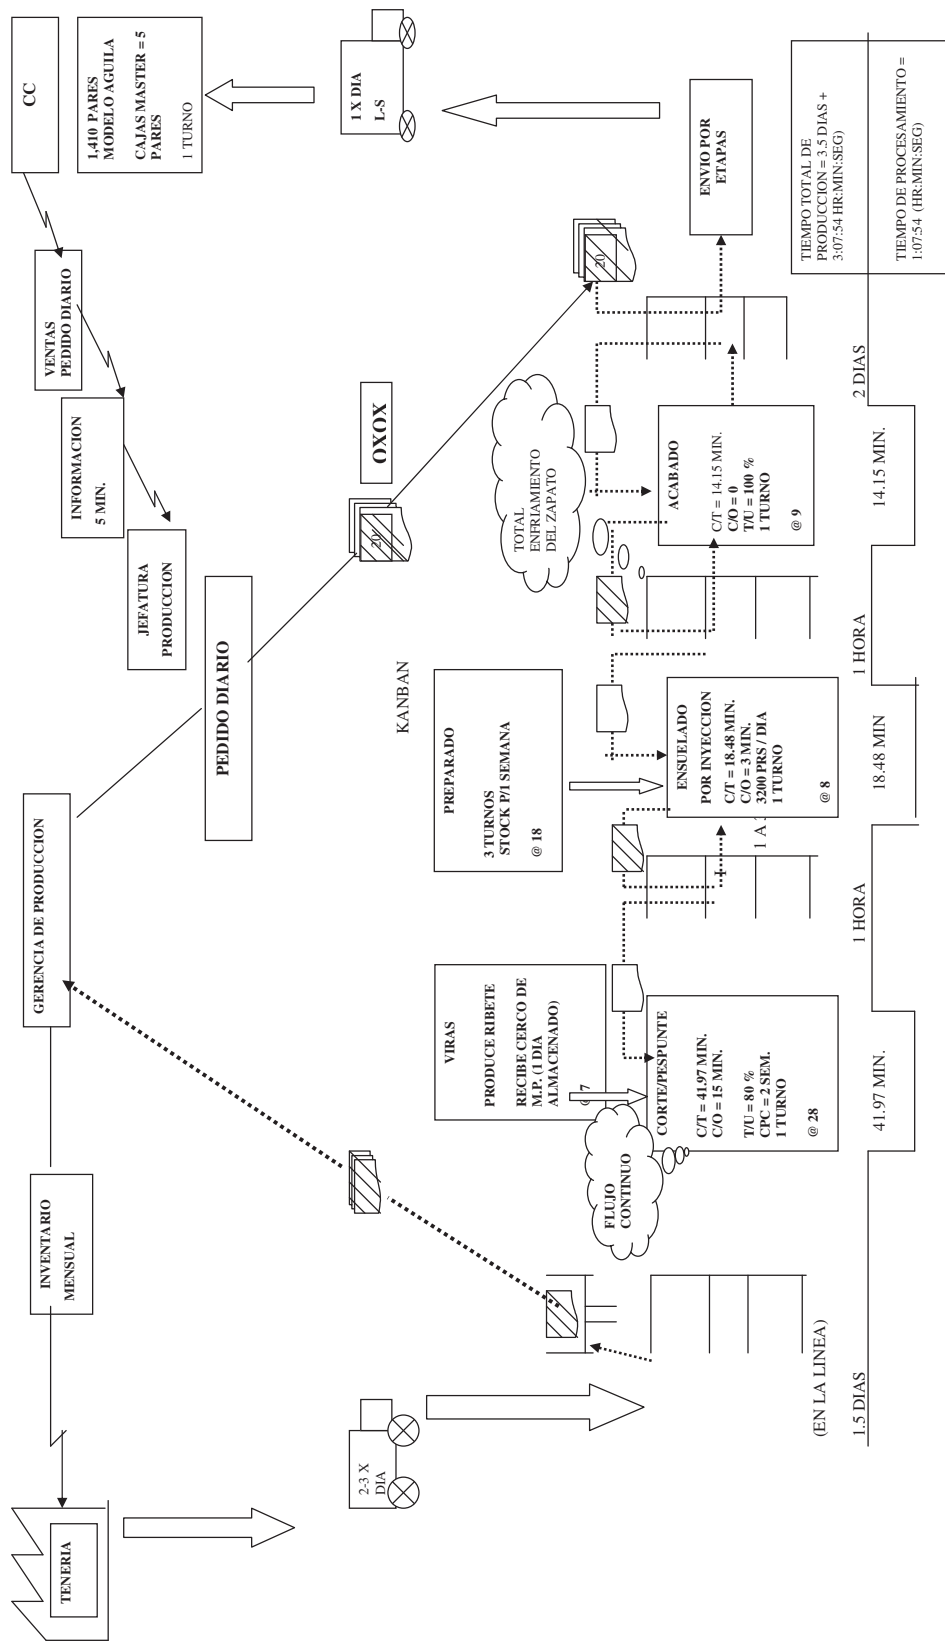 TENERIA
INVENTARIO
MENSUAL
GERENCIA DE PRODUCCION
PEDIDO DIARIO
JEFATURA
PRODUCCION
INFORMACION
5 MIN.
VENTAS
PEDIDO DIARIO
CC
1,410 PARES
MODELO AGUILA
CAJAS MASTER = 5
PARES
1 TURNO
2-3 X
DIA
20
OXOX
20
1 X DIA
L-S
KANBAN
VIRAS
PRODUCE RIBETE
RECIBE CERCO DE
M.P. (1 DIA
ALMACENADO)
@ 7
PREPARADO
3 TURNOS
STOCK P/1 SEMANA
@ 18
TOTAL
ENFRIAMIENTO
DEL ZAPATO
FLUJO
CONTINUO
CORTE/PESPUNTE
C/T = 41.97 MIN.
C/O = 15 MIN.
T/U = 80 %
CPC = 2 SEM.
1 TURNO
@ 28
ENSUELADO
POR INYECCION
C/T = 18.48 MIN.
C/O = 3 MIN.
3200 PRS / DIA
1 TURNO
@ 8
1 A
ACABADO
C/T = 14.15 MIN.
C/O = 0
T/U = 100 %
1 TURNO
@ 9
ENVIO POR
ETAPAS
(EN LA LINEA)
1.5 DIAS
41.97 MIN.
1 HORA
18.48 MIN
1 HORA
14.15 MIN.
2 DIAS
TIEMPO TOTAL DE
PRODUCCION = 3.5 DIAS +
3:07:54 HR:MIN:SEG)
TIEMPO DE PROCESAMIENTO =
1:07:54 (HR:MIN:SEG)